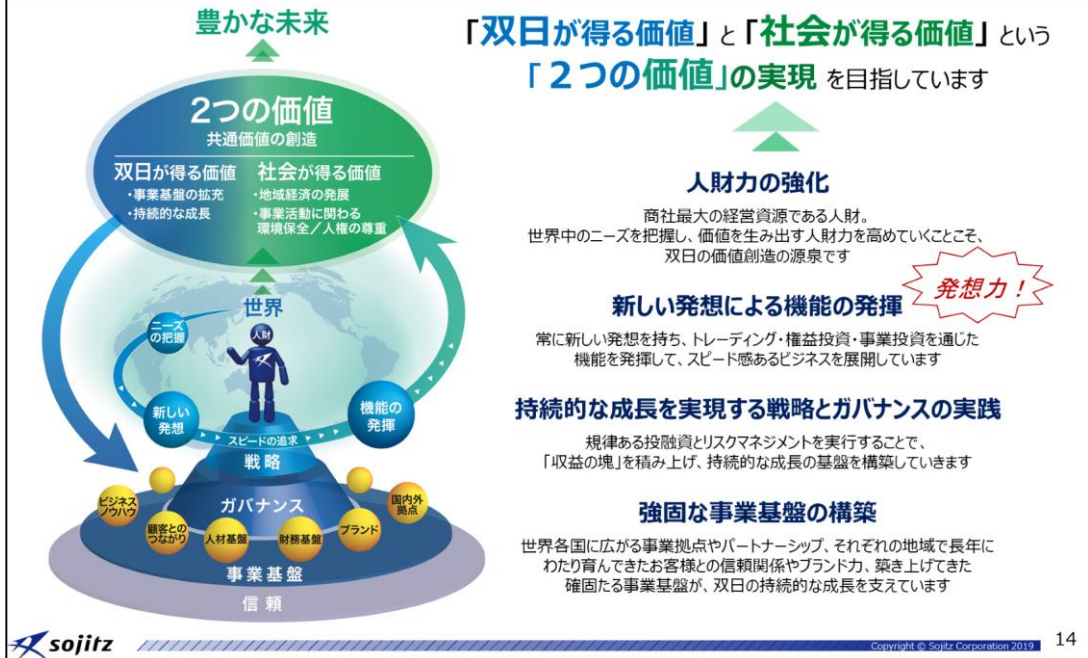 豊かな未来
2つの価値
共通価値の創造
双日が得る価値
・事業基盤の拡充
・持続的な成長
社会が得る価値
・地域経済の発展
・事業活動に関わる
環境保全／人権の尊重
世界
ニーズ
の把握
人財
新しい
発想
機能の
発揮
スピードの追求
戦略
ガバナンス
ビジネス
ノウハウ
顧客との
つながり
人材基盤
財務基盤
ブランド
国内外
拠点
事業基盤
信頼
「双日が得る価値」と「社会が得る価値」という
「２つの価値」の実現 を目指しています
人財力の強化
商社最大の経営資源である人財。
世界中のニーズを把握し、価値を生み出す人財力を高めていくことこそ、
双日の価値創造の源泉です
発想力！
新しい発想による機能の発揮
常に新しい発想を持ち、トレーディング・権益投資・事業投資を通じた
機能を発揮して、スピード感あるビジネスを展開しています
持続的な成長を実現する戦略とガバナンスの実践
規律ある投融資とリスクマネジメントを実行することで、
「収益の塊」を積み上げ、持続的な成長の基盤を構築していきます
強固な事業基盤の構築
世界各国に広がる事業拠点やパートナーシップ、それぞれの地域で長年に
わたり育んできたお客様との信頼関係やブランド力、築き上げてきた
確固たる事業基盤が、双日の持続的な成長を支えています
sojitz
Copyright © Sojitz Corporation 2019
14